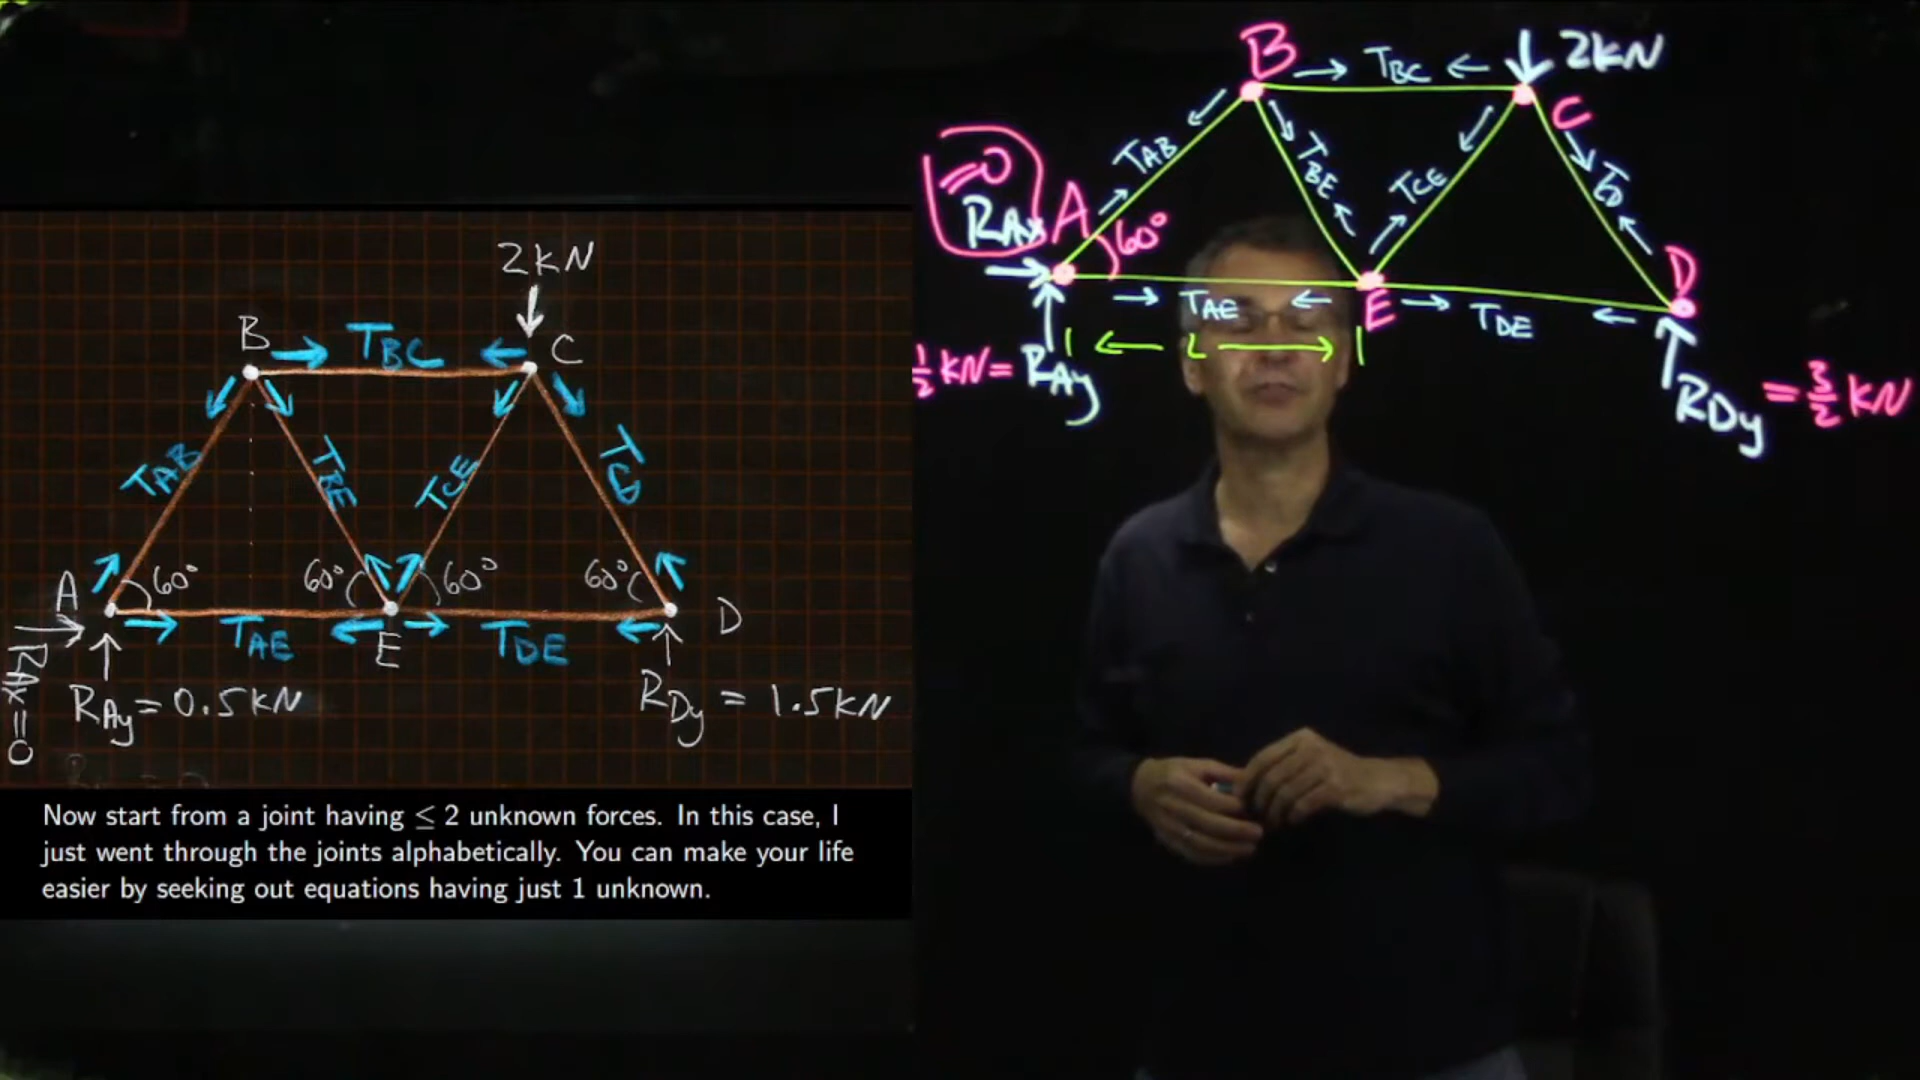 2kN
B
TBC
C
TAB
TBE
TCE
TCD
A
60°
60°
60°
60°
TAE
E
TDE
D
RAx=0
RAy=0.5kN
RDy = 1.5kN
Now start from a joint having ≤ 2 unknown forces. In this case, I
just went through the joints alphabetically. You can make your life
easier by seeking out equations having just 1 unknown.
B
TBC
2kN
C
TAB
TBE
TCE
TCD
=0
RAx
A
60°
D
TAE
E
TDE
L
½ kN= RAy
RDy = 3/2 kN